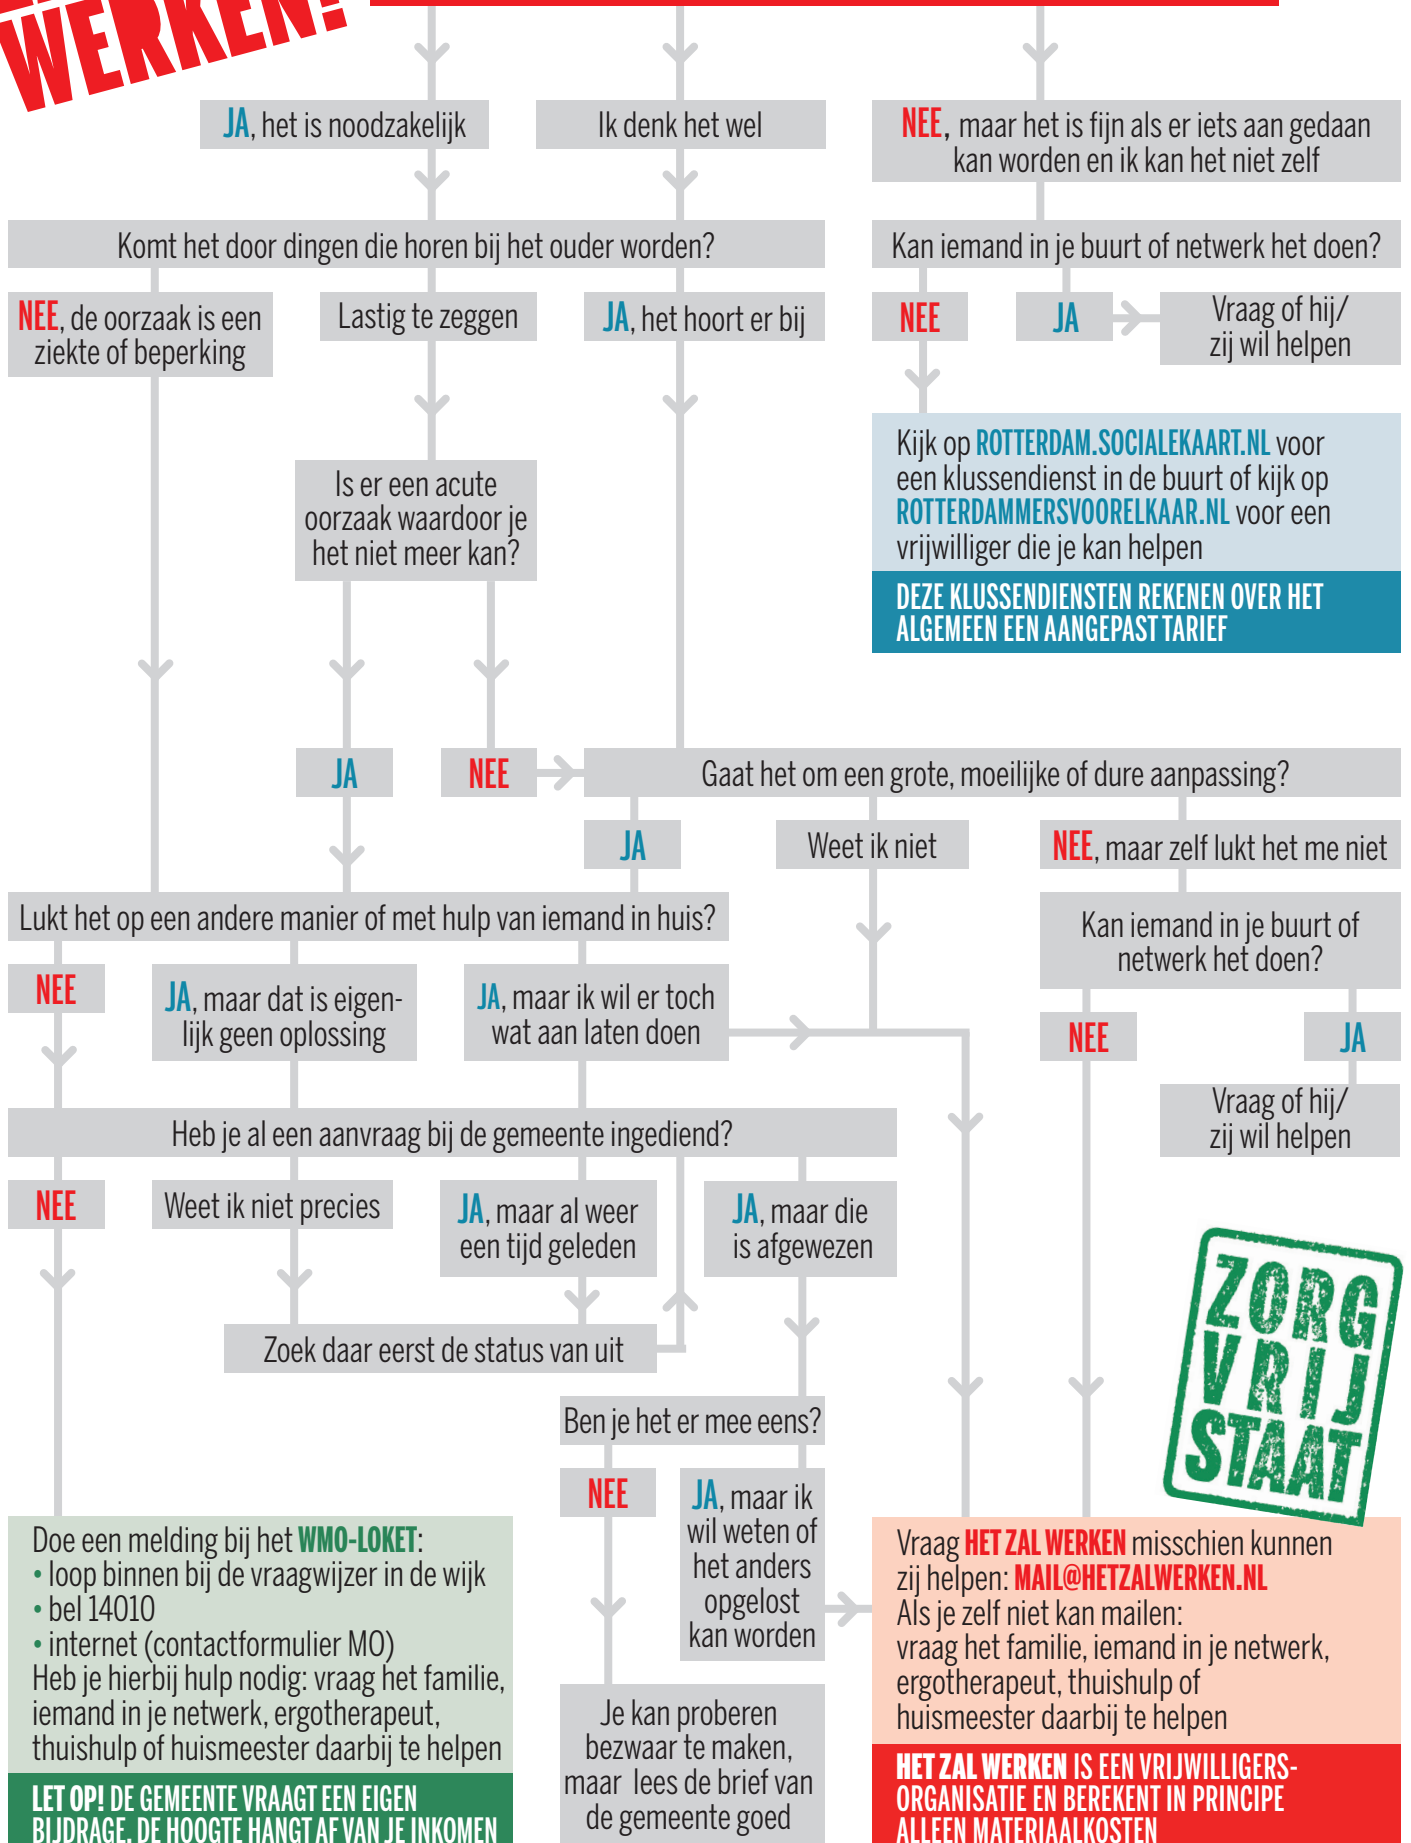 WERKEN!
JA, het is noodzakelijk
Ik denk het wel
NEE, maar het is fijn als er iets aan gedaan
kan worden en ik kan het niet zelf
Komt het door dingen die horen bij het ouder worden?
Kan iemand in je buurt of netwerk het doen?
NEE, de oorzaak is een
ziekte of beperking
Lastig te zeggen
JA, het hoort er bij
NEE
JA
Vraag of hij/
zij wil helpen
Kijk op ROTTERDAM.SOCIALEKAART.NL voor
een klussendienst in de buurt of kijk op
ROTTERDAMMERSVOORELKAAR.NL voor een
vrijwilliger die je kan helpen
DEZE KLUSSENDIENSTEN REKENEN OVER HET
ALGEMEEN EEN AANGEPAST TARIEF
Is er een acute
oorzaak waardoor je
het niet meer kan?
JA
NEE
Gaat het om een grote, moeilijke of dure aanpassing?
JA
Weet ik niet
NEE, maar zelf lukt het me niet
Lukt het op een andere manier of met hulp van iemand in huis?
Kan iemand in je buurt of
netwerk het doen?
NEE
JA, maar dat is eigen-
lijk geen oplossing
JA, maar ik wil er toch
wat aan laten doen
NEE
JA
Vraag of hij/
zij wil helpen
Heb je al een aanvraag bij de gemeente ingediend?
NEE
Weet ik niet precies
JA, maar al weer
een tijd geleden
JA, maar die
is afgewezen
Zoek daar eerst de status van uit
ZORG
VRIJ
STAAT
Ben je het er mee eens?
NEE
JA, maar ik
wil weten of
het anders
opgelost
kan worden
Je kan proberen
bezwaar te maken,
maar lees de brief van
de gemeente goed
Doe een melding bij het WMO-LOKET:
• loop binnen bij de vraagwijzer in de wijk
• bel 14010
• internet (contactformulier MO)
Heb je hierbij hulp nodig: vraag het familie,
iemand in je netwerk, ergotherapeut,
thuishulp of huismeester daarbij te helpen
LET OP! DE GEMEENTE VRAAGT EEN EIGEN
BIJDRAGE, DE HOOGTE HANGT AF VAN JE INKOMEN
Vraag HET ZAL WERKEN misschien kunnen
zij helpen: MAIL@HETZALWERKEN.NL
Als je zelf niet kan mailen:
vraag het familie, iemand in je netwerk,
ergotherapeut, thuishulp of
huismeester daarbij te helpen
HET ZAL WERKEN IS EEN VRIJWILLIGERS-
ORGANISATIE EN BEREKENT IN PRINCIPE
ALLEEN MATERIAALKOSTEN